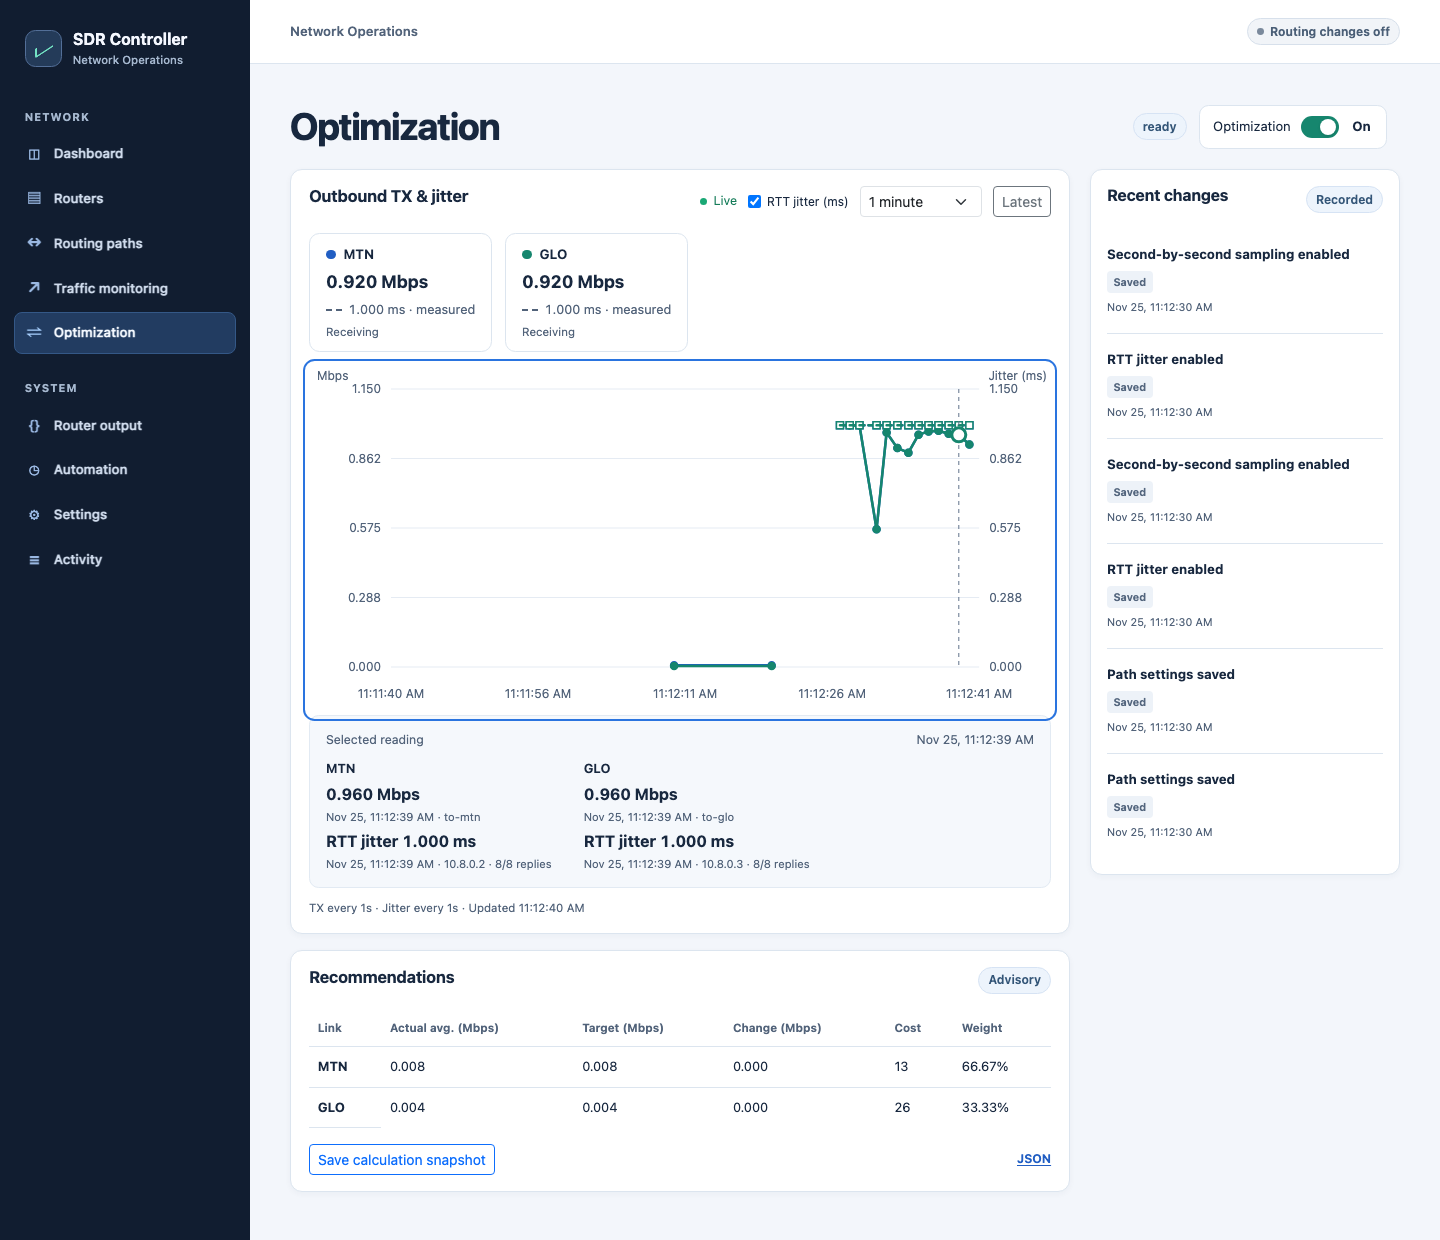 SDR Controller
Network Operations
NETWORK
Dashboard
Routers
Routing paths
Traffic monitoring
Optimization
SYSTEM
Router output
Automation
Settings
Activity
Network Operations
Routing changes off
Optimization
ready
Optimization
On
Outbound TX & jitter
Live
RTT jitter (ms)
1 minute
Latest
MTN
0.920 Mbps
1.000 ms · measured
Receiving
GLO
0.920 Mbps
1.000 ms · measured
Receiving
Mbps
Jitter (ms)
1.150
1.150
0.862
0.862
0.575
0.575
0.288
0.288
0.000
0.000
11:11:40 AM
11:11:56 AM
11:12:11 AM
11:12:26 AM
11:12:41 AM
Selected reading
Nov 25, 11:12:39 AM
MTN
0.960 Mbps
Nov 25, 11:12:39 AM · to-mtn
RTT jitter 1.000 ms
Nov 25, 11:12:39 AM · 10.8.0.2 · 8/8 replies
GLO
0.960 Mbps
Nov 25, 11:12:39 AM · to-glo
RTT jitter 1.000 ms
Nov 25, 11:12:39 AM · 10.8.0.3 · 8/8 replies
TX every 1s · Jitter every 1s · Updated 11:12:40 AM
Recent changes
Recorded
Second-by-second sampling enabled
Saved
Nov 25, 11:12:30 AM
RTT jitter enabled
Saved
Nov 25, 11:12:30 AM
Second-by-second sampling enabled
Saved
Nov 25, 11:12:30 AM
RTT jitter enabled
Saved
Nov 25, 11:12:30 AM
Path settings saved
Saved
Nov 25, 11:12:30 AM
Path settings saved
Saved
Nov 25, 11:12:30 AM
Recommendations
Advisory
Link Actual avg. (Mbps) Target (Mbps) Change (Mbps) Cost Weight
MTN 0.008 0.008 0.000 13 66.67%
GLO 0.004 0.004 0.000 26 33.33%
Save calculation snapshot
JSON